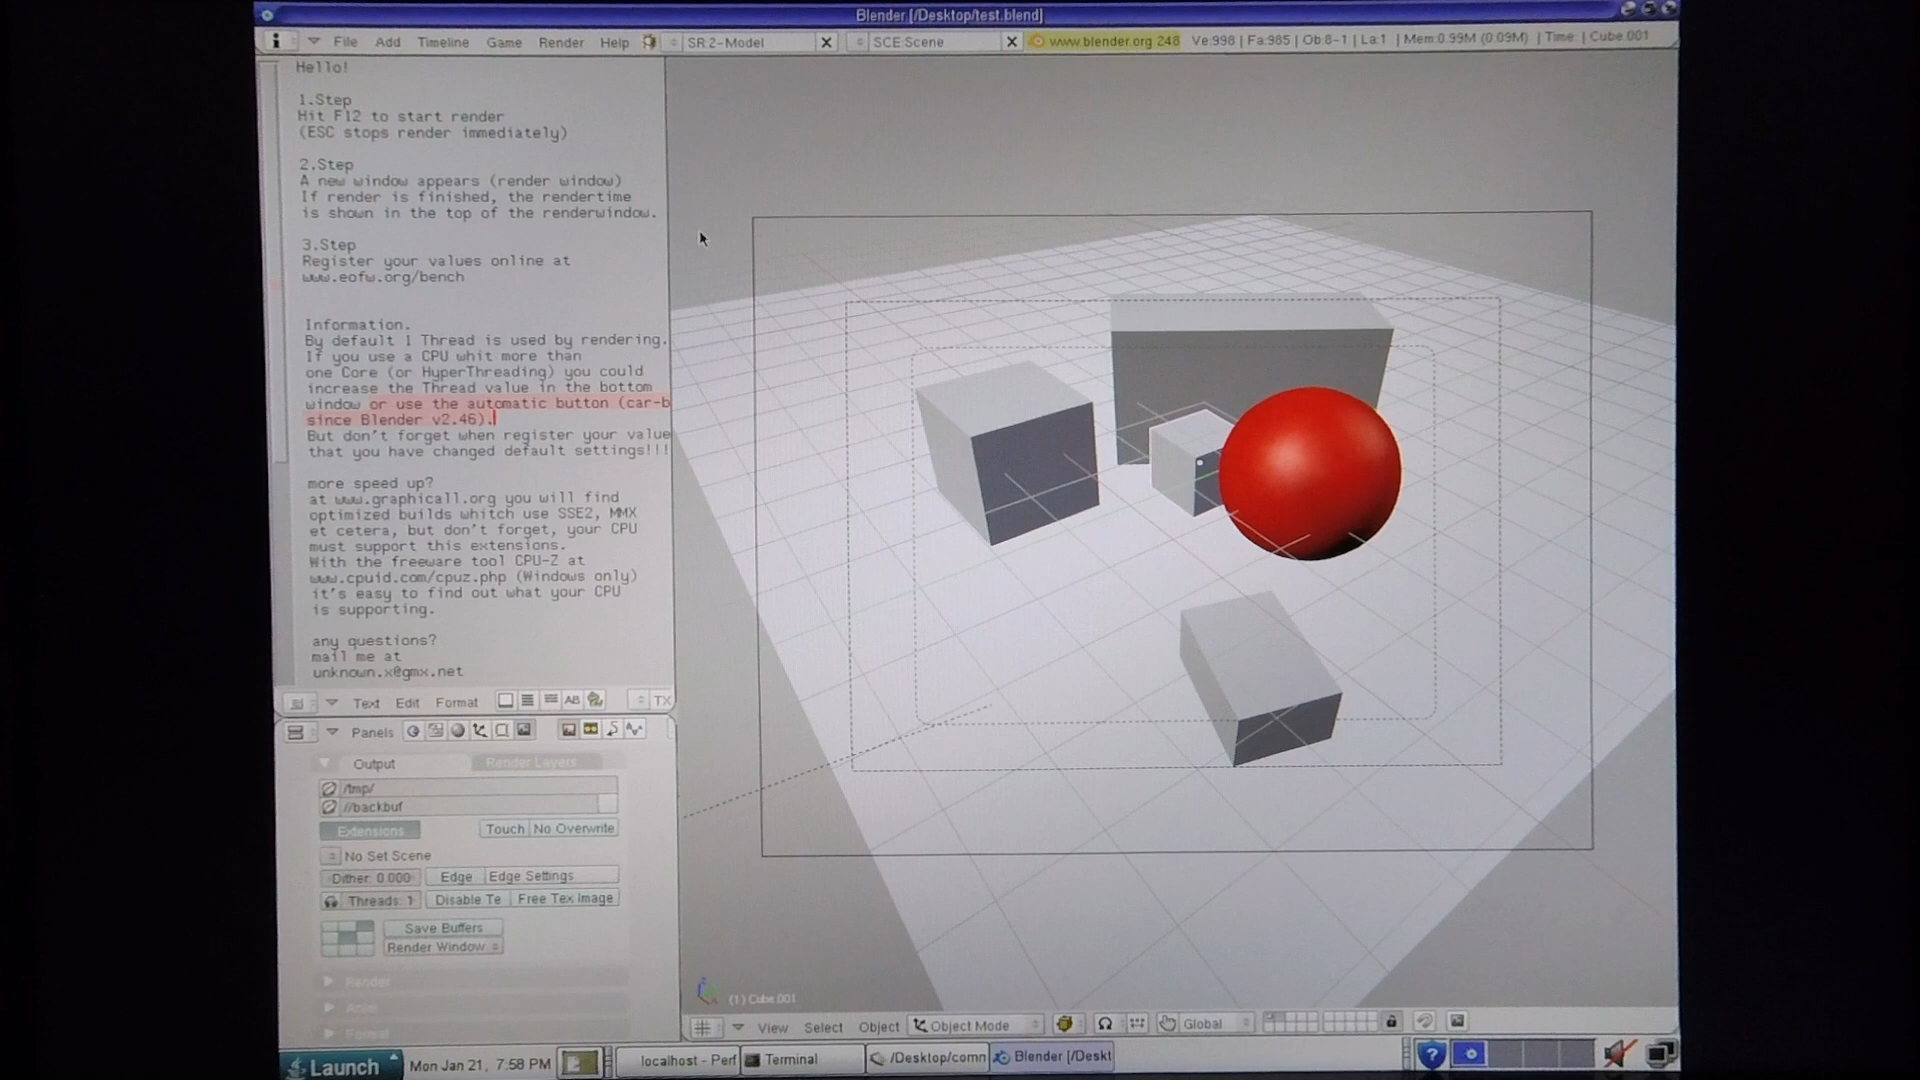 Blender [/Desktop/test.blend]
File Add Timeline Game Render Help SR:2-Model SCE:Scene www.blender.org 248 Ve:998 | Fa:985 | Ob:8-1 | La:1 | Mem:0.99M (0.09M) | Time: | Cube.001
Hello!
1.Step
Hit F12 to start render
(ESC stops render immediately)
2.Step
A new window appears (render window)
If render is finished, the rendertime
is shown in the top of the renderwindow.
3.Step
Register your values online at
www.eofw.org/bench
Information.
By default 1 Thread is used by rendering.
If you use a CPU whit more than
one Core (or HyperThreading) you could
increase the Thread value in the bottom
window or use the automatic button (car-b
since Blender v2.46).
But don't forget when register your value
that you have changed default settings!!!
more speed up?
at www.graphicall.org you will find
optimized builds whitch use SSE2, MMX
et cetera, but don't forget, your CPU
must support this extensions.
With the freeware tool CPU-Z at
www.cpuid.com/cpuz.php (Windows only)
it's easy to find out what your CPU
is supporting.
any questions?
mail me at
unknown.x@gmx.net
Text Edit Format AB TX
Panels
Output Render Layers
/tmp/
//backbuf
Extensions Touch No Overwrite
No Set Scene
Dither: 0.000 Edge Edge Settings
Threads: 1 Disable Te Free Tex Image
Save Buffers
Render Window
Render
Anim
Format
(1) Cube.001
View Select Object Object Mode Global
Launch Mon Jan 21, 7:58 PM localhost - Perf Terminal /Desktop/comn Blender [/Deskt